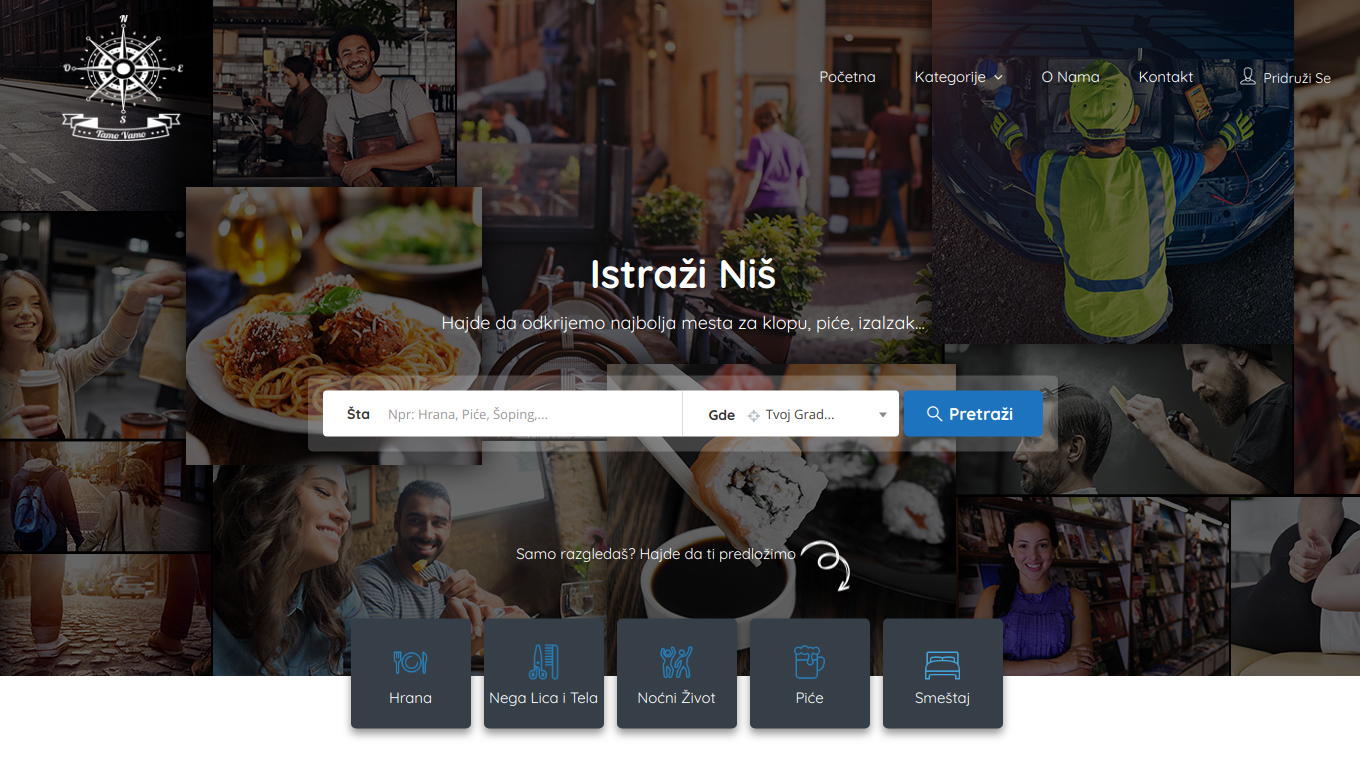 N
O
E
S
Tamo Vamo
Početna
Kategorije
O Nama
Kontakt
Pridruži Se
Istraži Niš
Hajde da odkrijemo najbolja mesta za klopu, piće, izalzak...
Šta
Npr: Hrana, Piće, Šoping,...
Gde
Tvoj Grad...
Pretraži
Samo razgledaš? Hajde da ti predložimo
Hrana
Nega Lica i Tela
Noćni Život
Piće
Smeštaj